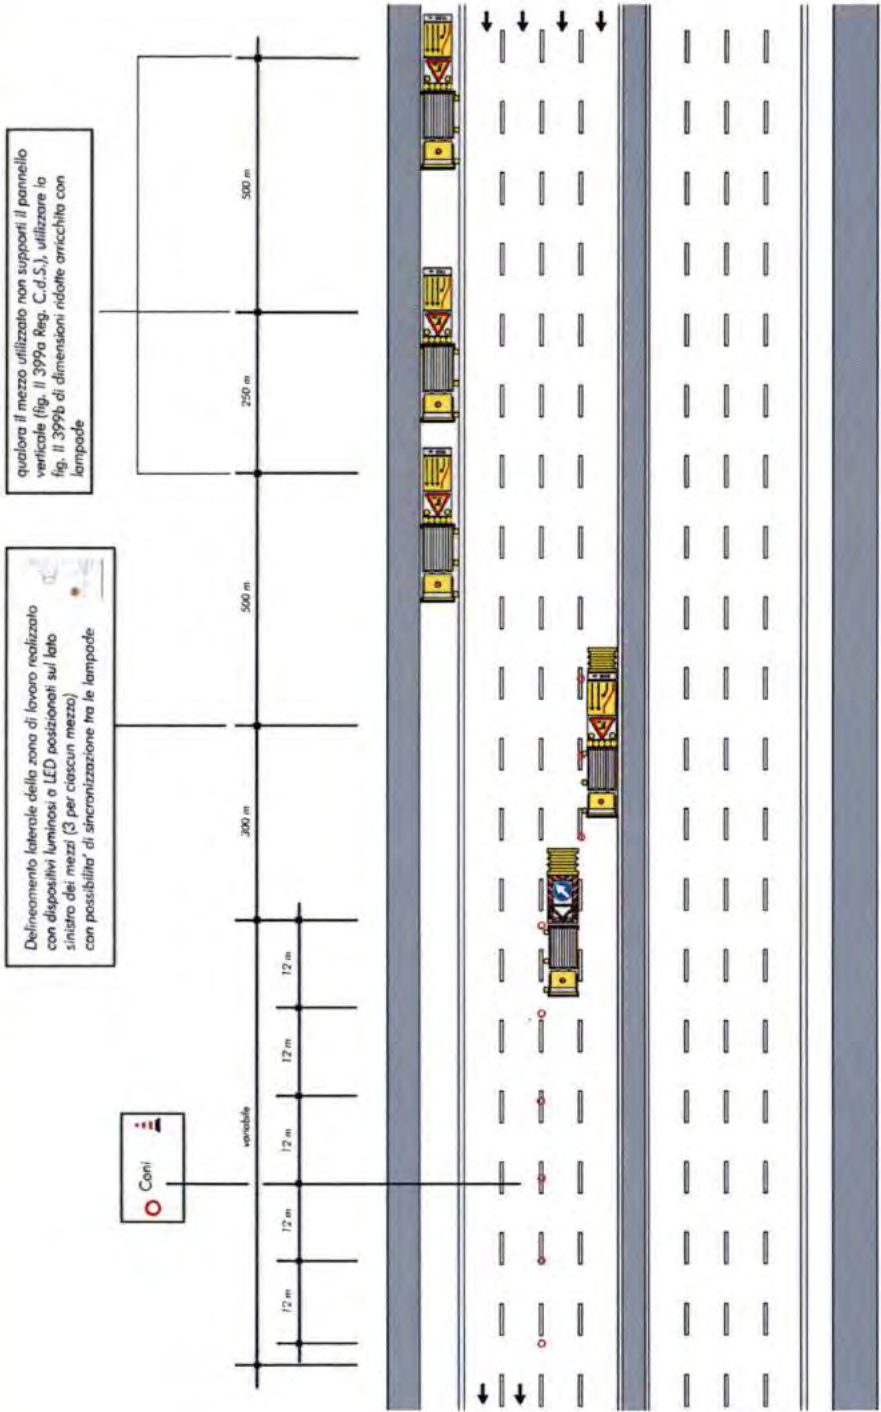 qualora il mezzo utilizzato non supporti il pannello
verticale (fig. II 399a Reg. C.d.S.), utilizzare la
fig. II 399b di dimensioni ridotte arricchita con
lampade
Delineamento laterale della zona di lavoro realizzato
con dispositivi luminosi a LED posizionati sul lato
sinistro dei mezzi (3 per ciascun mezzo)
con possibilita' di sincronizzazione tra le lampade
Coni
variabile
300 m
500 m
250 m
500 m
12 m
12 m
12 m
12 m
12 m